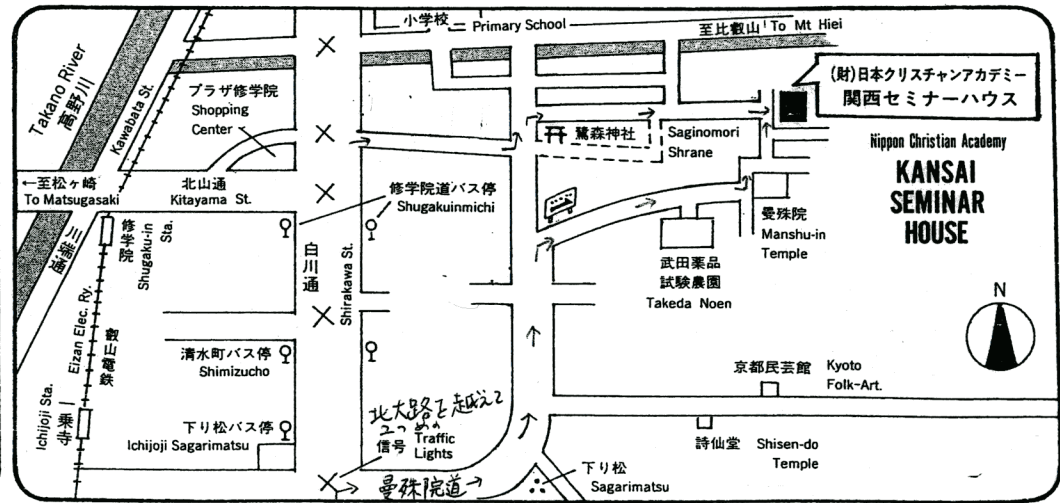 小学校
Primary School
至比叡山 To Mt Hiei
(財)日本クリスチャンアカデミー
関西セミナーハウス
Nippon Christian Academy
KANSAI
SEMINAR
HOUSE
Takano River
高野川
Kawabata St.
プラザ修学院
Shopping
Center
鷺森神社
Saginomori
Shrane
←至松ヶ崎
To Matsugasaki
北山通
Kitayama St.
修学院道バス停
Shugakuinmichi
曼殊院
Manshu-in
Temple
川端通
修学院
Shugaku-in
Sta.
白川通
Shirakawa St.
武田薬品
試験農園
Takeda Noen
N
Eizan Elec. Ry.
叡山電鉄
清水町バス停
Shimizucho
京都民芸館
Kyoto
Folk-Art.
Ichijoji Sta.
一乗寺
下り松バス停
Ichijoji Sagarimatsu
北大路を越えて
2つめの
信号
Traffic
Lights
曼殊院道→
下り松
Sagarimatsu
詩仙堂
Shisen-do
Temple